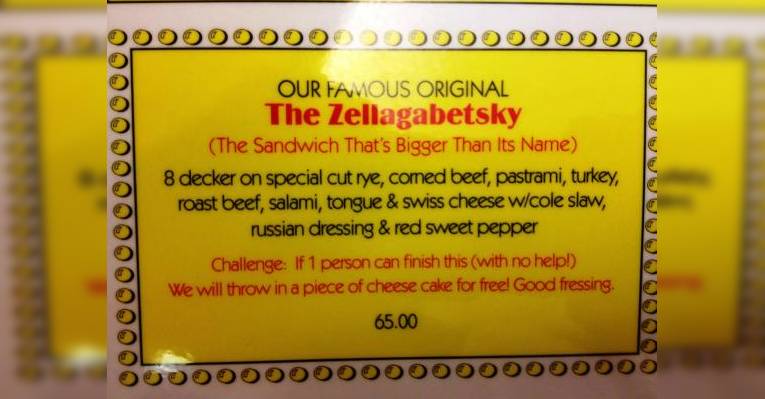 OUR FAMOUS ORIGINAL
The Zellagabetsky
(The Sandwich That's Bigger Than Its Name)
8 decker on special cut rye, corned beef, pastrami, turkey,
roast beef, salami, tongue & swiss cheese w/cole slaw,
russian dressing & red sweet pepper
Challenge: If 1 person can finish this (with no help!)
We will throw in a piece of cheese cake for free! Good fressing.
65.00